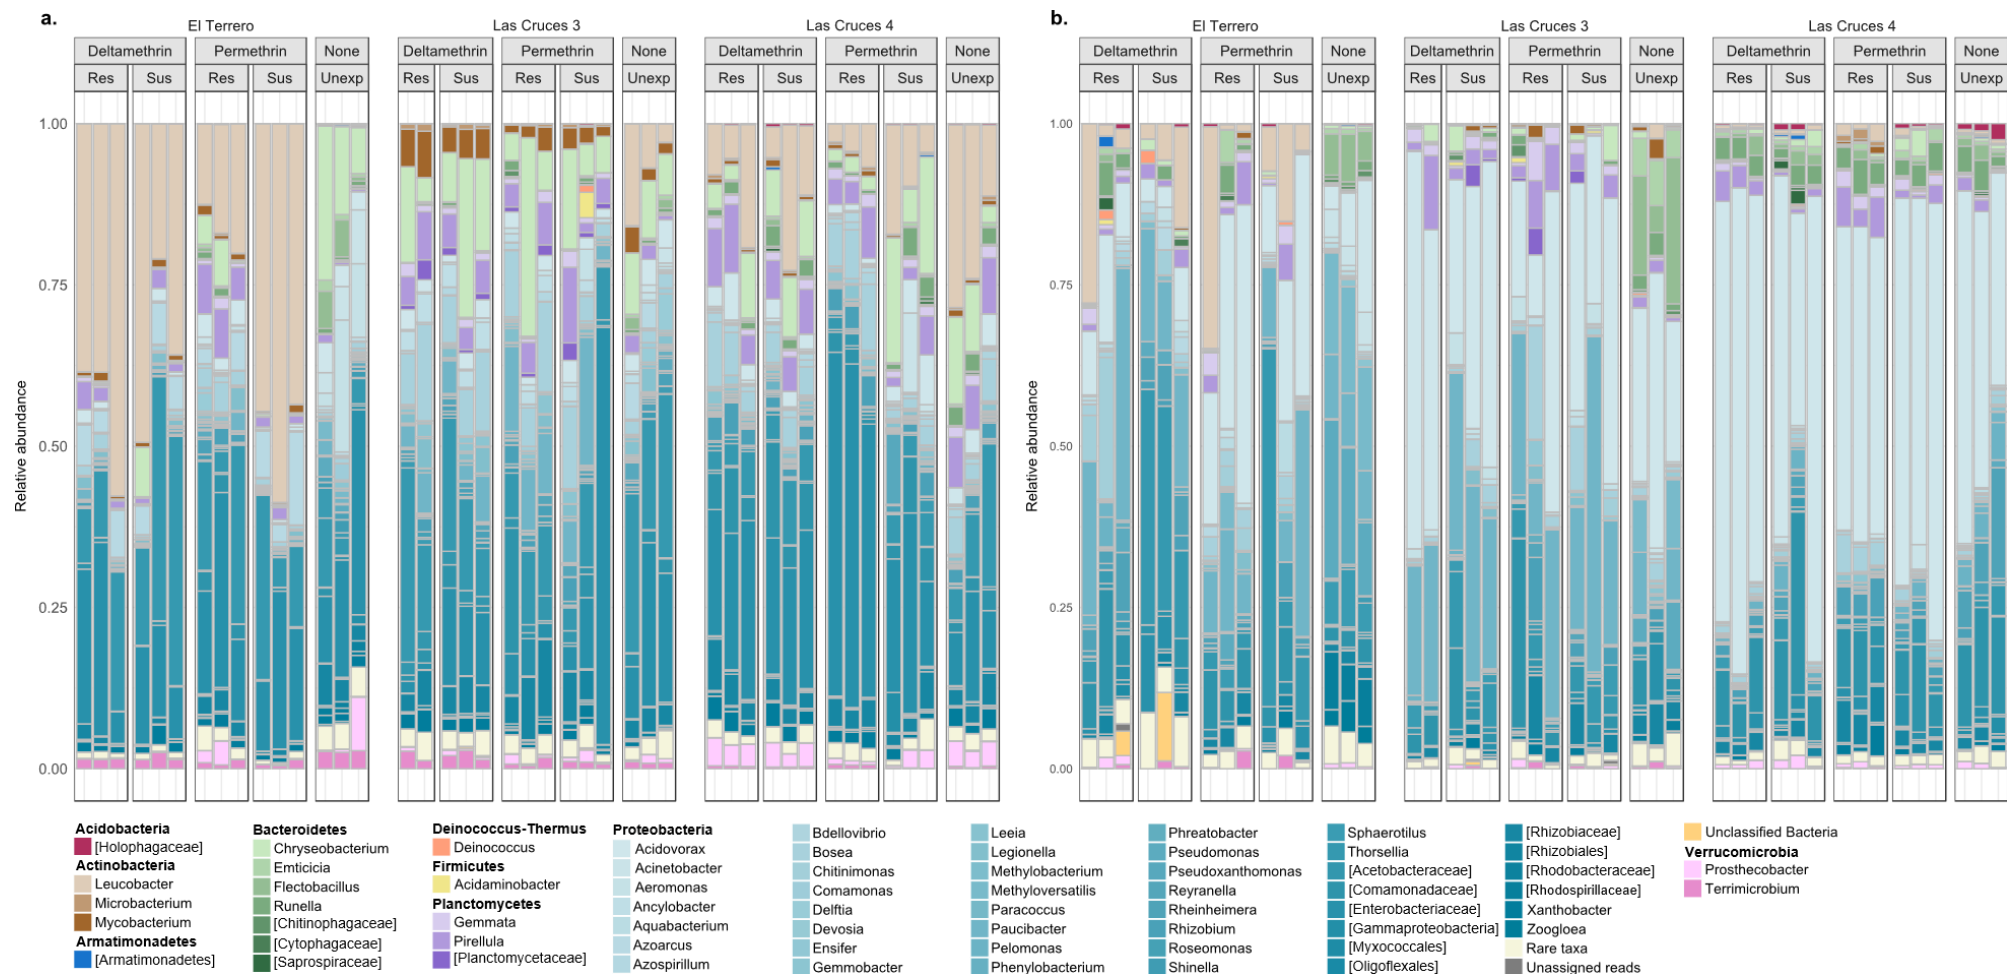 a.
El Terrero
Las Cruces 3
Las Cruces 4
Deltamethrin Permethrin None
Deltamethrin Permethrin None
Deltamethrin Permethrin None
Res Sus Res Sus Unexp
Res Sus Res Sus Unexp
Res Sus Res Sus Unexp
1.00
0.75
0.50
0.25
0.00
Relative abundance
b.
El Terrero
Las Cruces 3
Las Cruces 4
Deltamethrin Permethrin None
Deltamethrin Permethrin None
Deltamethrin Permethrin None
Res Sus Res Sus Unexp
Res Sus Res Sus Unexp
Res Sus Res Sus Unexp
1.00
0.75
0.50
0.25
0.00
Relative abundance
Acidobacteria
[Holophagaceae]
Actinobacteria
Leucobacter
Microbacterium
Mycobacterium
Armatimonadetes
[Armatimonadetes]
Bacteroidetes
Chryseobacterium
Emticicia
Flectobacillus
Runella
[Chitinophagaceae]
[Cytophagaceae]
[Saprospiraceae]
Deinococcus-Thermus
Deinococcus
Firmicutes
Acidaminobacter
Planctomycetes
Gemmata
Pirellula
[Planctomycetaceae]
Proteobacteria
Acidovorax
Acinetobacter
Aeromonas
Ancylobacter
Aquabacterium
Azoarcus
Azospirillum
Bdellovibrio
Bosea
Chitinimonas
Comamonas
Delftia
Devosia
Ensifer
Gemmobacter
Leeia
Legionella
Methylobacterium
Methyloversatilis
Paracoccus
Paucibacter
Pelomonas
Phenylobacterium
Phreatobacter
Pseudomonas
Pseudoxanthomonas
Reyranella
Rheinheimera
Rhizobium
Roseomonas
Shinella
Sphaerotilus
Thorsellia
[Acetobacteraceae]
[Comamonadaceae]
[Enterobacteriaceae]
[Gammaproteobacteria]
[Myxococcales]
[Oligoflexales]
[Rhizobiaceae]
[Rhizobiales]
[Rhodobacteraceae]
[Rhodospirillaceae]
Xanthobacter
Zoogloea
Rare taxa
Unassigned reads
Unclassified Bacteria
Verrucomicrobia
Prosthecobacter
Terrimicrobium